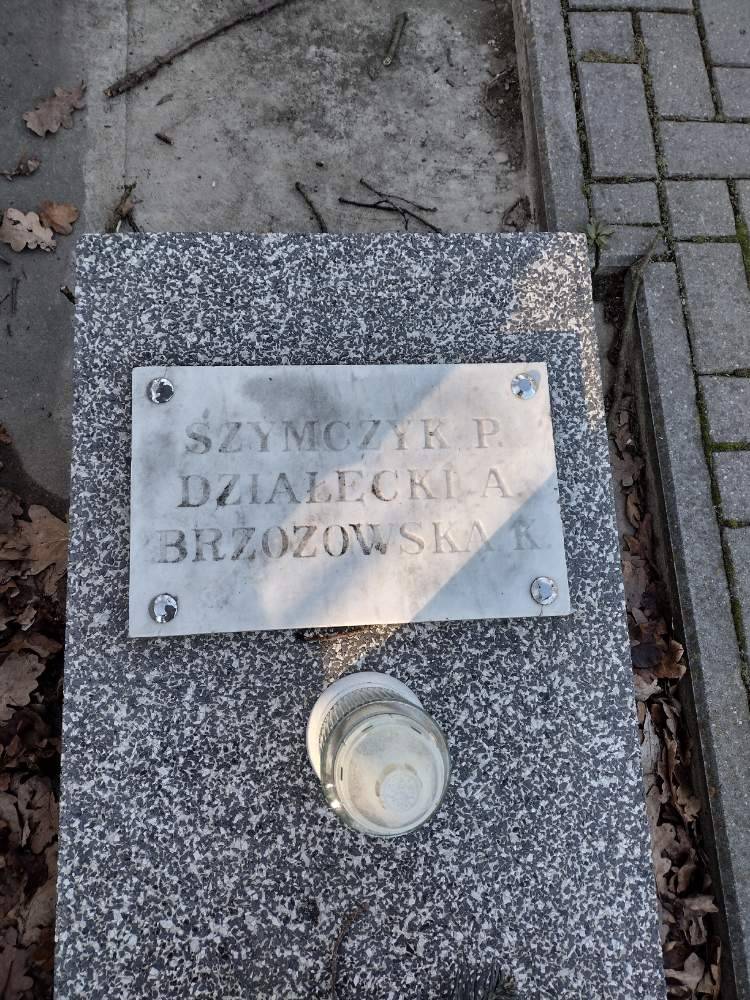 SZYMCZYK P.
DZIAŁECKI A.
BRZOZOWSKA K.